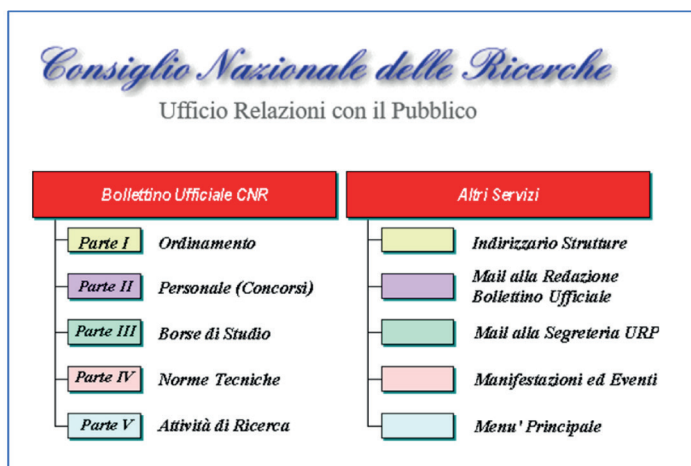 Consiglio Nazionale delle Ricerche
Ufficio Relazioni con il Pubblico
Bollettino Ufficiale CNR
Parte I Ordinamento
Parte II Personale (Concorsi)
Parte III Borse di Studio
Parte IV Norme Tecniche
Parte V Attività di Ricerca
Altri Servizi
Indirizzario Strutture
Mail alla Redazione
Bollettino Ufficiale
Mail alla Segreteria URP
Manifestazioni ed Eventi
Menu' Principale